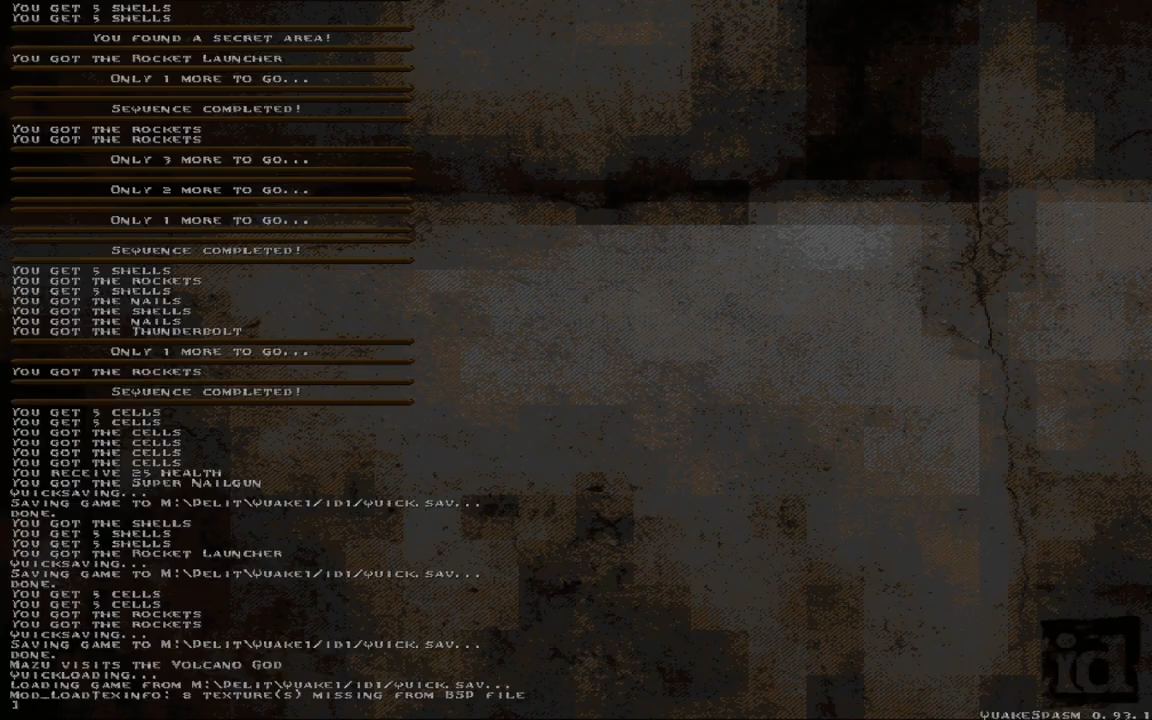 You get 5 shells
You get 5 shells
You found a secret area!
You got the Rocket Launcher
Only 1 more to go...
Sequence completed!
You got the rockets
You got the rockets
Only 3 more to go...
Only 2 more to go...
Only 1 more to go...
Sequence completed!
You get 5 shells
You got the rockets
You get 5 shells
You got the nails
You got the shells
You got the nails
You got the Thunderbolt
Only 1 more to go...
You got the rockets
Sequence completed!
You get 5 cells
You get 5 cells
You got the cells
You got the cells
You got the cells
You got the cells
You receive 25 health
You got the Super Nailgun
Quicksaving...
Saving game to M:\Pelit\Quake1/id1/quick.sav...
done.
You got the shells
You get 5 shells
You get 5 shells
You got the Rocket Launcher
Quicksaving...
Saving game to M:\Pelit\Quake1/id1/quick.sav...
done.
You get 5 cells
You get 5 cells
You got the rockets
You got the rockets
Quicksaving...
Saving game to M:\Pelit\Quake1/id1/quick.sav...
done.
Mazu visits the Volcano God
Quickloading...
Loading game from M:\Pelit\Quake1/id1/quick.sav...
Mod_LoadTexinfo: 8 texture(s) missing from BSP file
]
id
QuakeSpasm 0.93.1